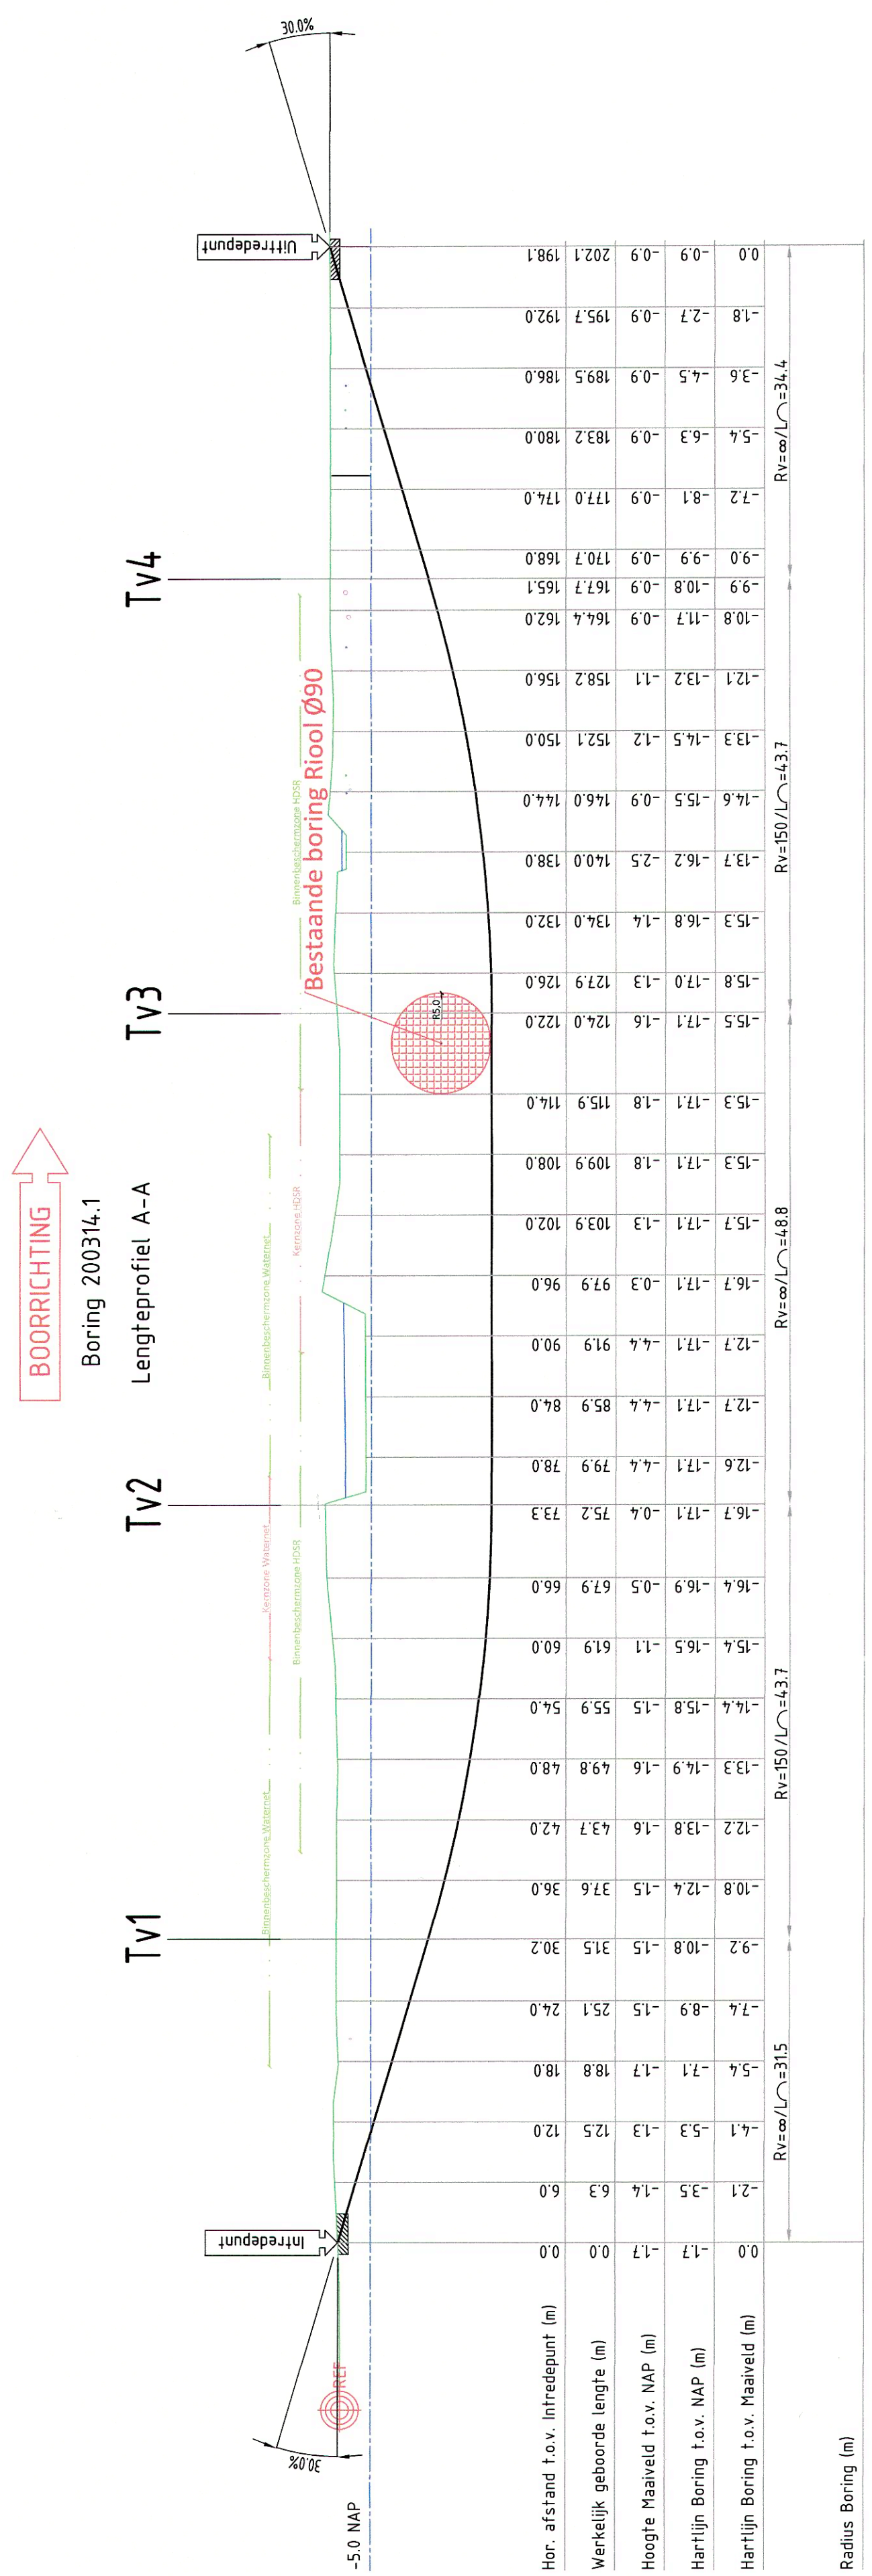 BOORRICHTING
Boring 200314.1
Lengteprofiel A-A
Tv1
Tv2
Tv3
Tv4
Binnenbeschermzone Waternet
Kernzone Waternet
Binnenbeschermzone Waternet
Binnenbeschermzone HDSR
Kernzone HDSR
Binnenbeschermzone HDSR
Bestaande boring Riool Ø90
R5,0
30.0%
REF
Intredepunt
Uittredepunt
30.0%
-5.0 NAP
Hor. afstand t.o.v. Intredepunt (m) 0.0 6.0 12.0 18.0 24.0 30.2 36.0 42.0 48.0 54.0 60.0 66.0 73.3 78.0 84.0 90.0 96.0 102.0 108.0 114.0 122.0 126.0 132.0 138.0 144.0 150.0 156.0 162.0 165.1 168.0 174.0 180.0 186.0 192.0 198.1
Werkelijk geboorde lengte (m) 0.0 6.3 12.5 18.8 25.1 31.5 37.6 43.7 49.8 55.9 61.9 67.9 75.2 79.9 85.9 91.9 97.9 103.9 109.9 115.9 124.0 127.9 134.0 140.0 146.0 152.1 158.2 164.4 167.7 170.7 177.0 183.2 189.5 195.7 202.1
Hoogte Maaiveld t.o.v. NAP (m) -1.7 -1.4 -1.3 -1.7 -1.5 -1.5 -1.5 -1.6 -1.6 -1.5 -1.1 -0.5 -0.4 -4.4 -4.4 -4.4 -0.3 -1.3 -1.8 -1.8 -1.6 -1.3 -1.4 -2.5 -0.9 -1.2 -1.1 -0.9 -0.9 -0.9 -0.9 -0.9 -0.9 -0.9 -0.9
Hartlijn Boring t.o.v. NAP (m) -1.7 -3.5 -5.3 -7.1 -8.9 -10.8 -12.4 -13.8 -14.9 -15.8 -16.5 -16.9 -17.1 -17.1 -17.1 -17.1 -17.1 -17.1 -17.1 -17.1 -17.1 -17.0 -16.8 -16.2 -15.5 -14.5 -13.2 -11.7 -10.8 -9.9 -8.1 -6.3 -4.5 -2.7 -0.9
Hartlijn Boring t.o.v. Maaiveld (m) 0.0 -2.1 -4.1 -5.4 -7.4 -9.2 -10.8 -12.2 -13.3 -14.4 -15.4 -16.4 -16.7 -12.6 -12.7 -12.7 -16.7 -15.7 -15.3 -15.3 -15.5 -15.8 -15.3 -13.7 -14.6 -13.3 -12.1 -10.8 -9.9 -9.0 -7.2 -5.4 -3.6 -1.8 0.0
Rv=∞/L⌒=31.5 Rv=150/L⌒=43.7 Rv=∞/L⌒=48.8 Rv=150/L⌒=43.7 Rv=∞/L⌒=34.4
Radius Boring (m)